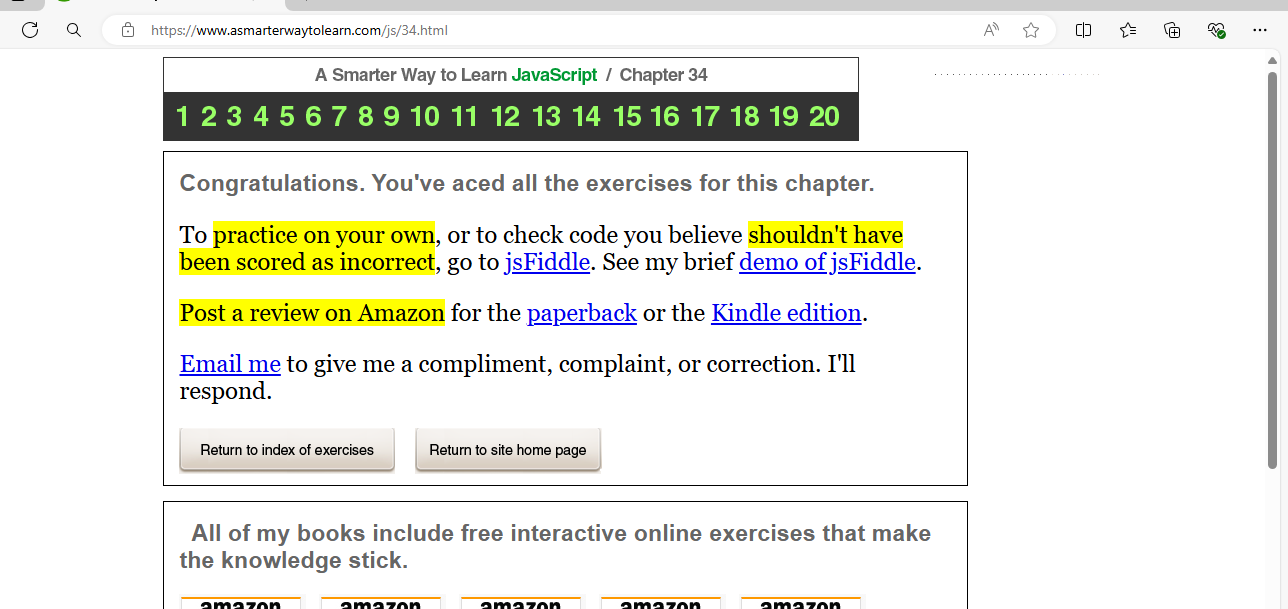 https://www.asmarterwaytolearn.com/js/34.html
A Smarter Way to Learn JavaScript / Chapter 34
1 2 3 4 5 6 7 8 9 10 11 12 13 14 15 16 17 18 19 20
Congratulations. You've aced all the exercises for this chapter.
To practice on your own, or to check code you believe shouldn't have
been scored as incorrect, go to jsFiddle. See my brief demo of jsFiddle.
Post a review on Amazon for the paperback or the Kindle edition.
Email me to give me a compliment, complaint, or correction. I'll
respond.
Return to index of exercises Return to site home page
All of my books include free interactive online exercises that make
the knowledge stick.
amazon amazon amazon amazon amazon